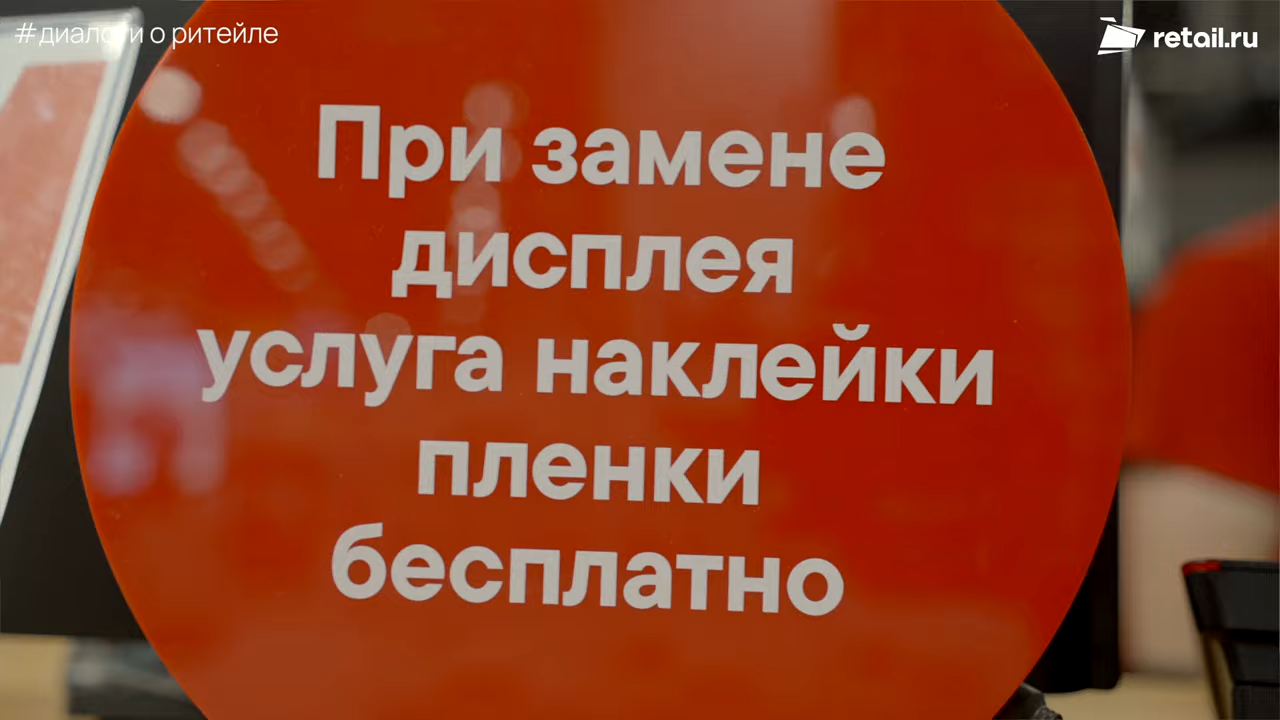 #диалоги о ритейле
retail.ru
При замене
дисплея
услуга наклейки
пленки
бесплатно